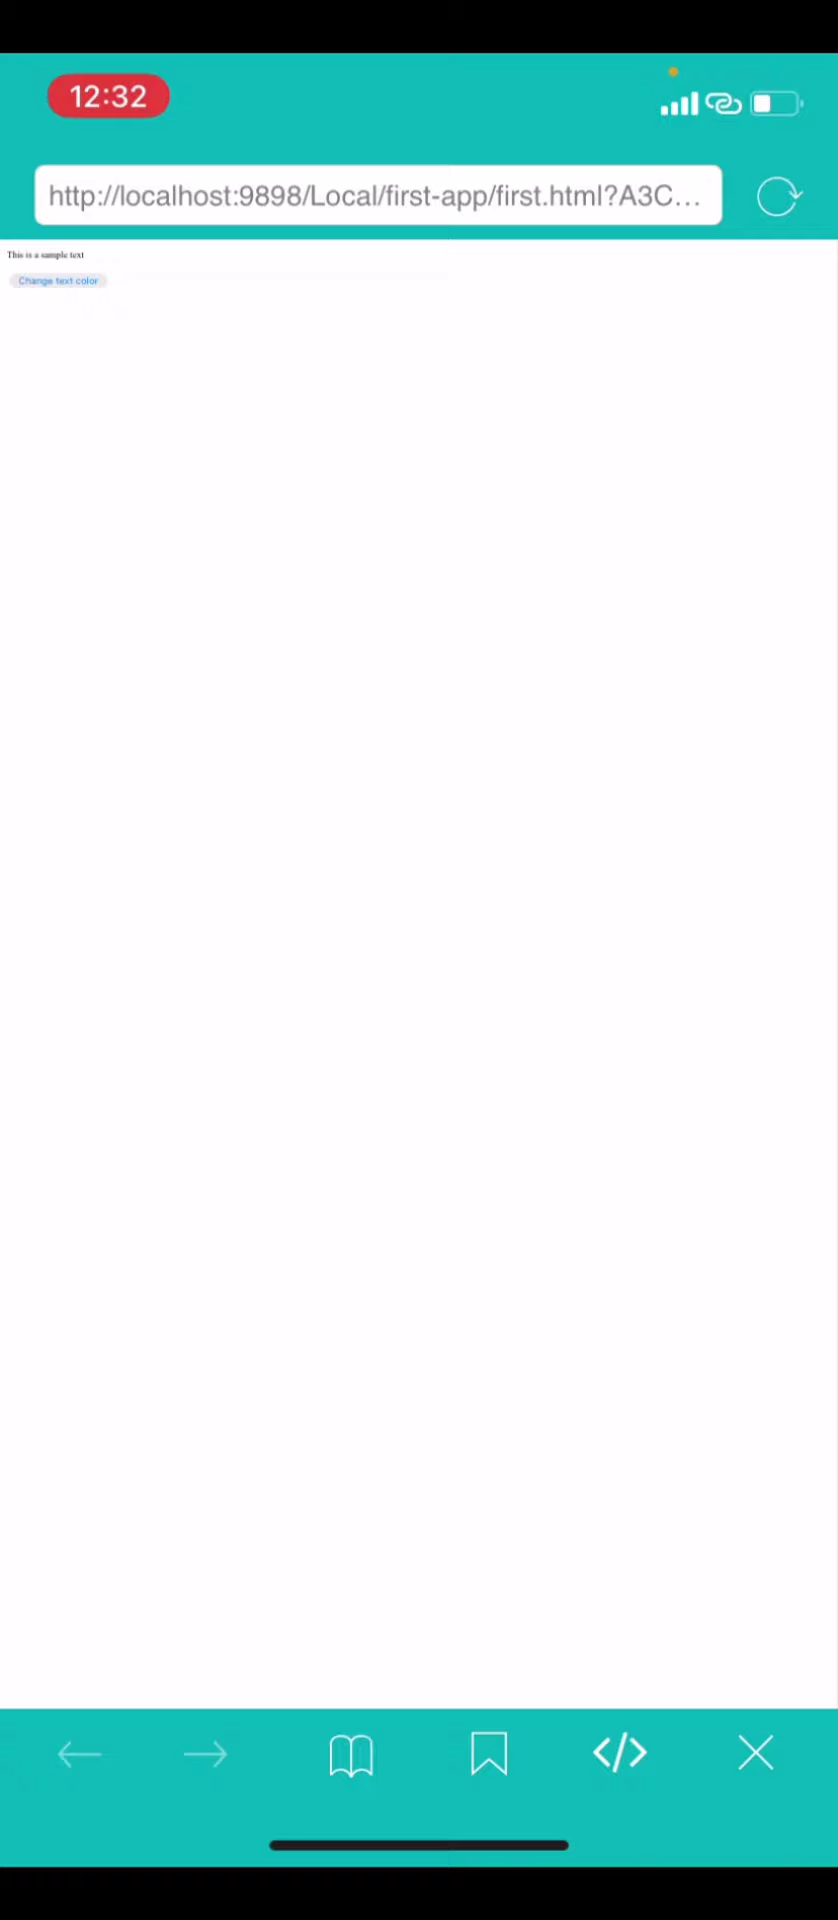 12:32
http://localhost:9898/Local/first-app/first.html?A3C...
This is a sample text
Change text color